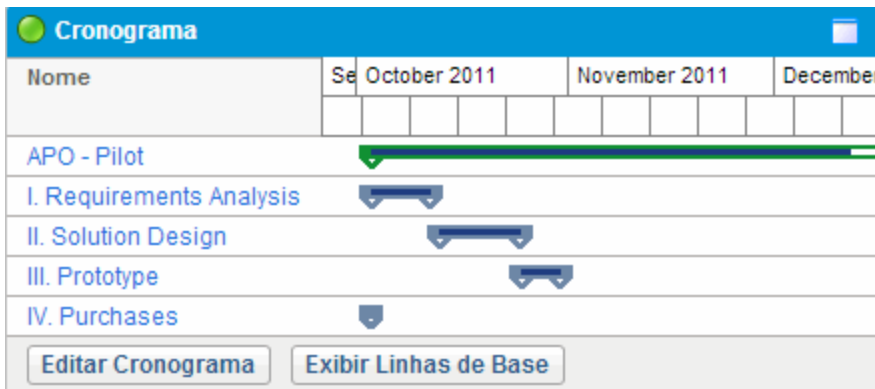 Cronograma
Nome
Se October 2011 November 2011 December
APO - Pilot
I. Requirements Analysis
II. Solution Design
III. Prototype
IV. Purchases
Editar Cronograma Exibir Linhas de Base